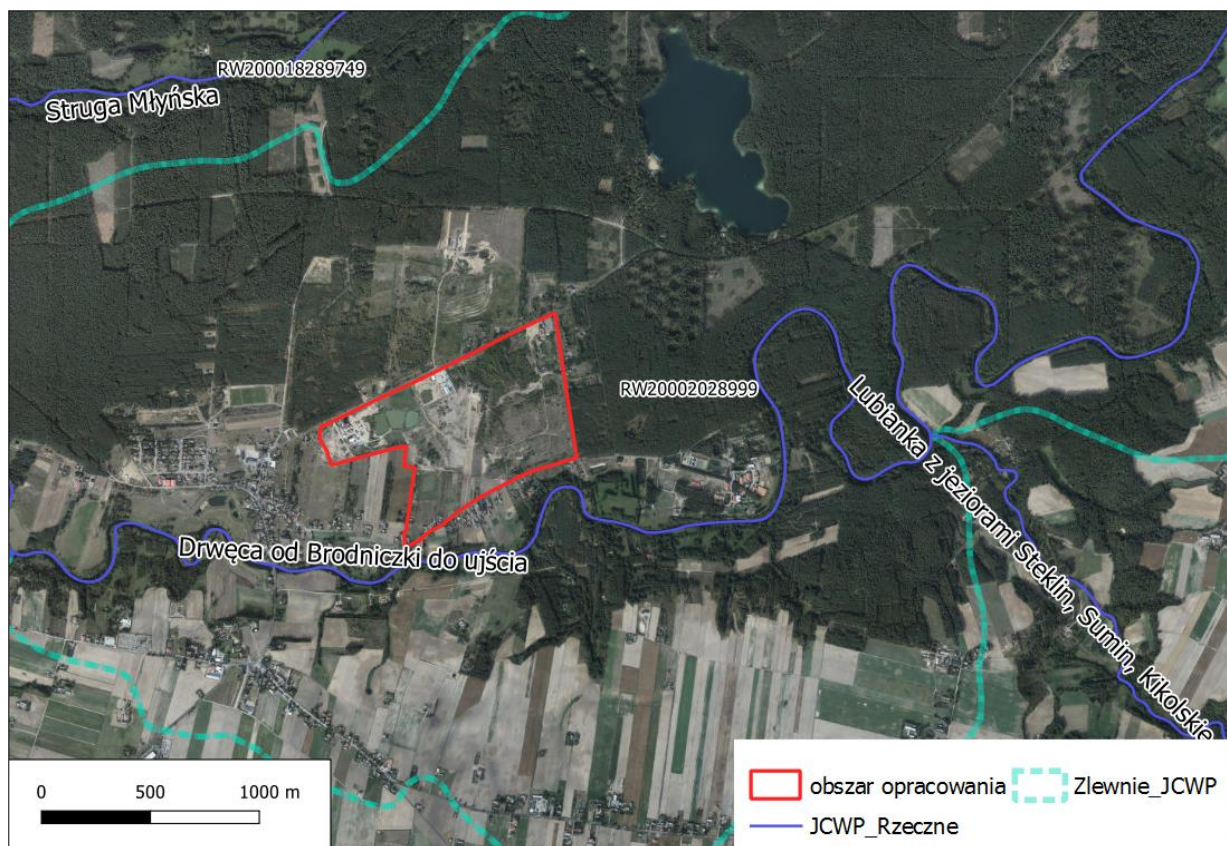 RW200018289749
Struga Młyńska
RW20002028999
Lubianka z jeziorami Steklin, Sumin, Kikolskie
Drwęca od Brodniczki do ujścia
0 500 1000 m
obszar opracowania
Zlewnie_JCWP
JCWP_Rzeczne